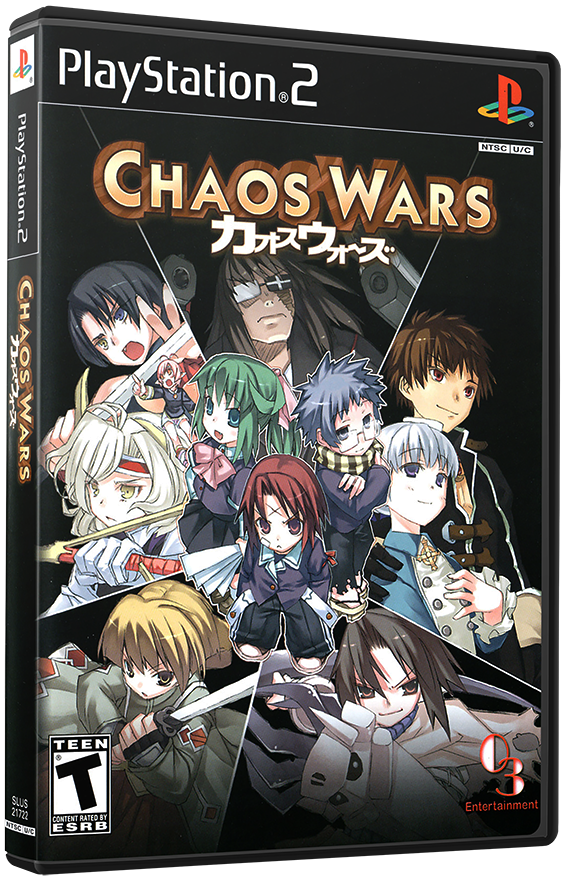 PlayStation®2
NTSC U/C
CHAOS WARS
カオスウォーズ
TEEN
T
CONTENT RATED BY
ESRB
O3
Entertainment
PlayStation®2
CHAOS WARS
カオスウォーズ
SLUS
21722
NTSC U/C